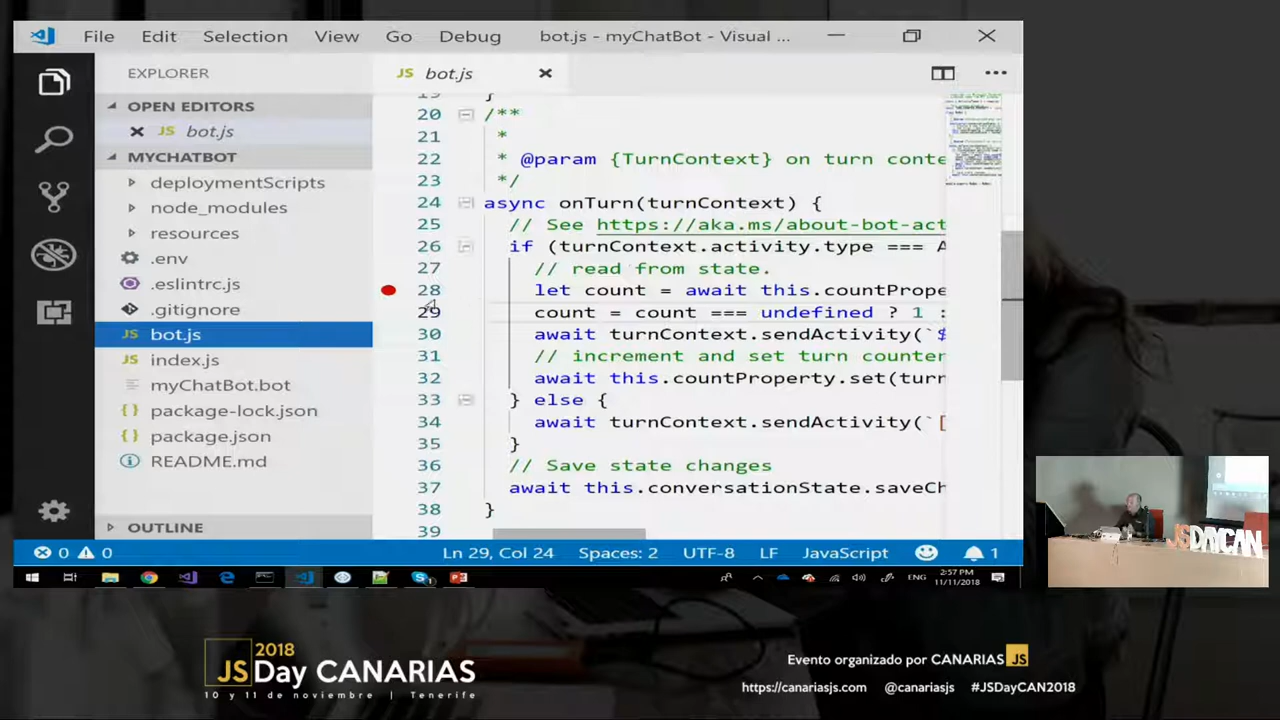 File Edit Selection View Go Debug bot.js - myChatBot - Visual ...
EXPLORER
OPEN EDITORS
JS bot.js
MYCHATBOT
deploymentScripts
node_modules
resources
.env
.eslintrc.js
.gitignore
JS bot.js
JS index.js
myChatBot.bot
{} package-lock.json
{} package.json
README.md
OUTLINE
JS bot.js
19 }
20 /**
21 *
22 * @param {TurnContext} on turn conte
23 */
24 async onTurn(turnContext) {
25 // See https://aka.ms/about-bot-act
26 if (turnContext.activity.type === A
27 // read from state.
28 let count = await this.countPrope
29 count = count === undefined ? 1 :
30 await turnContext.sendActivity(`$
31 // increment and set turn counter
32 await this.countProperty.set(turn
33 } else {
34 await turnContext.sendActivity(`[
35 }
36 // Save state changes
37 await this.conversationState.saveCh
38 }
39
0 0 Ln 29, Col 24 Spaces: 2 UTF-8 LF JavaScript 1
ENG
2:57 PM
11/11/2018
JSDAYCAN
2018
JSDay CANARIAS
10 y 11 de noviembre | Tenerife
Evento organizado por CANARIAS JS
https://canariasjs.com @canariasjs #JSDayCAN2018